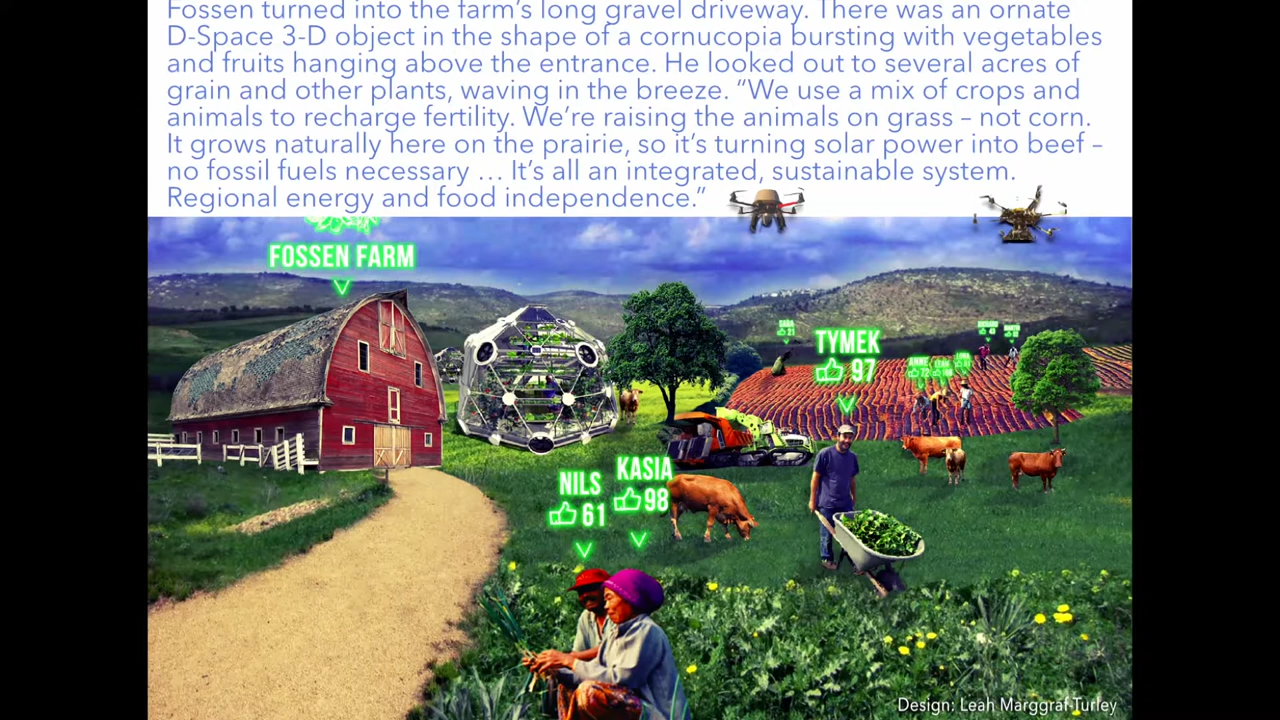 Fossen turned into the farm’s long gravel driveway. There was an ornate
D-Space 3-D object in the shape of a cornucopia bursting with vegetables
and fruits hanging above the entrance. He looked out to several acres of
grain and other plants, waving in the breeze. “We use a mix of crops and
animals to recharge fertility. We’re raising the animals on grass – not corn.
It grows naturally here on the prairie, so it’s turning solar power into beef –
no fossil fuels necessary … It’s all an integrated, sustainable system.
Regional energy and food independence.”
FOSSEN FARM
TYMEK
97
KASIA
98
NILS
61
Design: Leah Marggraf Turley